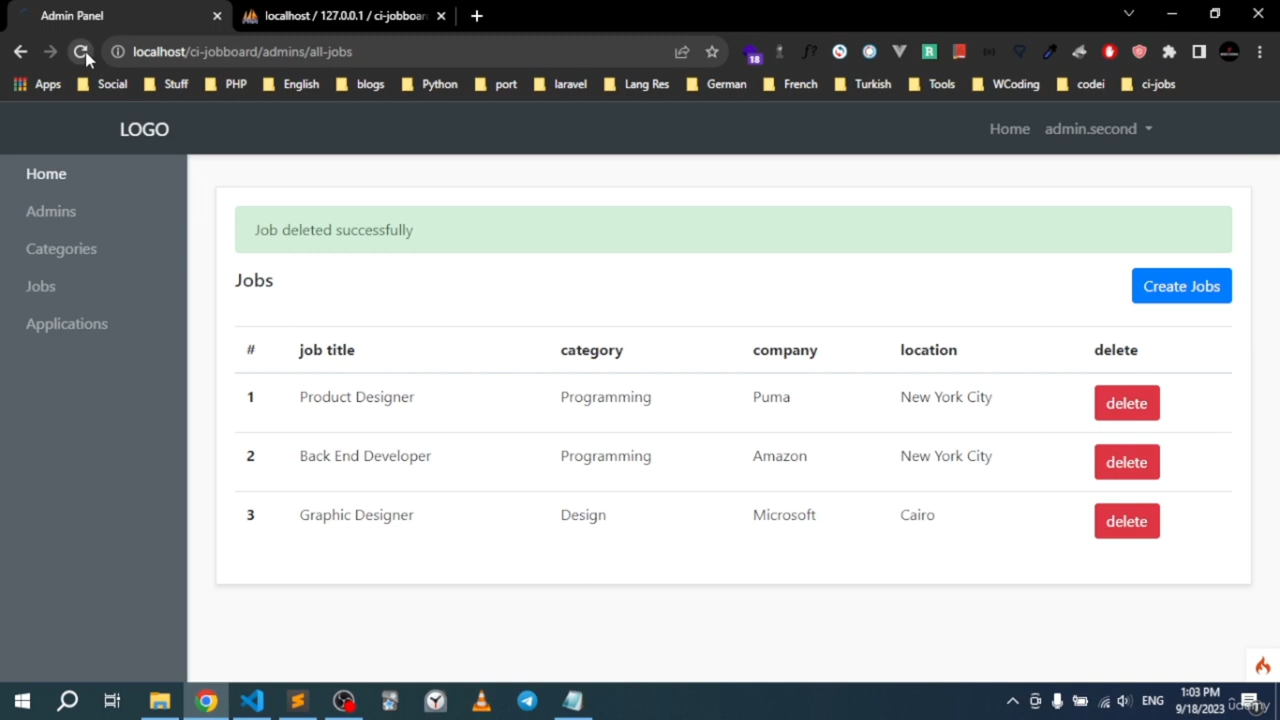 Admin Panel
localhost / 127.0.0.1 / ci-jobboard
localhost/ci-jobboard/admins/all-jobs
18
Apps Social Stuff PHP English blogs Python port laravel Lang Res German French Turkish Tools WCoding codei ci-jobs
LOGO
Home admin.second
Home
Admins
Categories
Jobs
Applications
Job deleted successfully
Jobs
Create Jobs
# job title category company location delete
1 Product Designer Programming Puma New York City delete
2 Back End Developer Programming Amazon New York City delete
3 Graphic Designer Design Microsoft Cairo delete
ENG
1:03 PM
9/18/2023
udemy